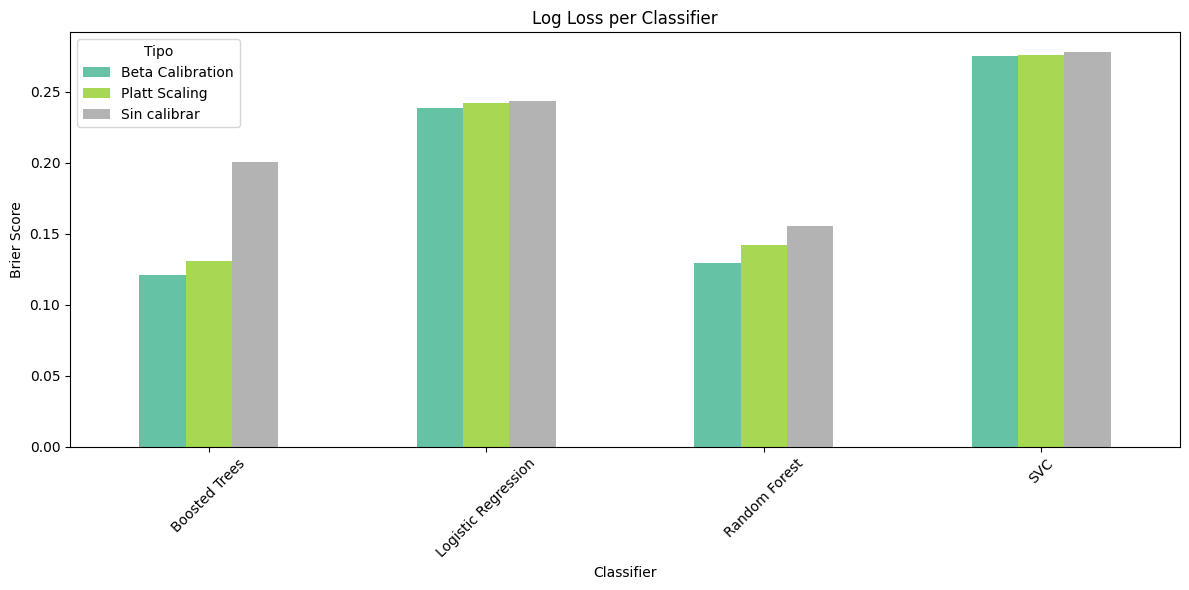 Log Loss per Classifier
Tipo
Beta Calibration
Platt Scaling
Sin calibrar
Brier Score
0.25
0.20
0.15
0.10
0.05
0.00
Boosted Trees
Logistic Regression
Random Forest
SVC
Classifier